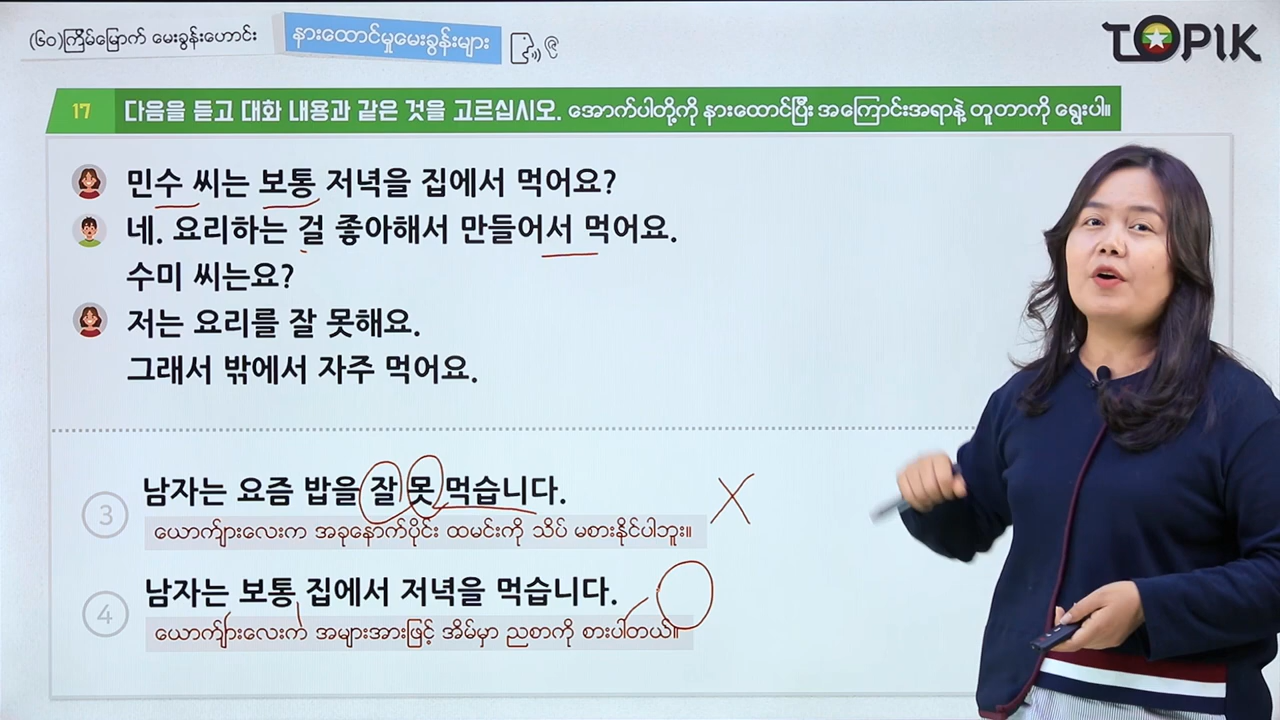 (၆၀)ကြိမ်မြောက် မေးခွန်းဟောင်း
နားထောင်မှုမေးခွန်းများ
TOPIK
17 다음을 듣고 대화 내용과 같은 것을 고르십시오. အောက်ပါတို့ကို နားထောင်ပြီး အကြောင်းအရာနဲ့ တူတာကို ရွေးပါ။
민수 씨는 보통 저녁을 집에서 먹어요?
네. 요리하는 걸 좋아해서 만들어서 먹어요.
수미 씨는요?
저는 요리를 잘 못해요.
그래서 밖에서 자주 먹어요.
3 남자는 요즘 밥을 잘 못 먹습니다.
ယောက်ျားလေးက အခုနောက်ပိုင်း ထမင်းကို သိပ် မစားနိုင်ပါဘူး။
4 남자는 보통 집에서 저녁을 먹습니다.
ယောက်ျားလေးက အများအားဖြင့် အိမ်မှာ ညစာကို စားပါတယ်။